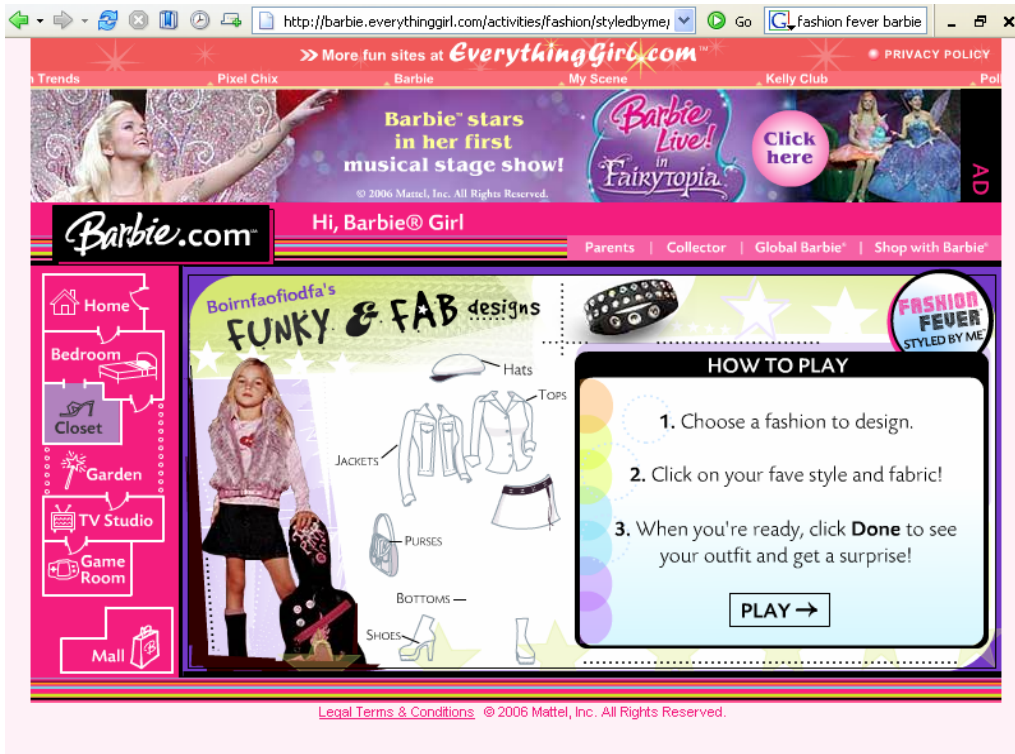 http://barbie.everythinggirl.com/activities/fashion/styledbyme/
Go
fashion fever barbie
>> More fun sites at EverythingGirl.com™
PRIVACY POLICY
n Trends
Pixel Chix
Barbie
My Scene
Kelly Club
Pol
Barbie™ stars
in her first
musical stage show!
© 2006 Mattel, Inc. All Rights Reserved.
Barbie
Live!
in
Fairytopia
Click
here
AD
Barbie.com
Hi, Barbie® Girl
Parents | Collector | Global Barbie® | Shop with Barbie®
Home
Bedroom
Closet
Garden
TV Studio
Game
Room
Mall
B
Boirnfaofiodfa's
FUNKY & FAB designs
HATS
TOPS
JACKETS
PURSES
BOTTOMS
SHOES
FASHION
FEVER
STYLED BY ME™
HOW TO PLAY
1. Choose a fashion to design.
2. Click on your fave style and fabric!
3. When you're ready, click Done to see
your outfit and get a surprise!
PLAY →
Legal Terms & Conditions © 2006 Mattel, Inc. All Rights Reserved.